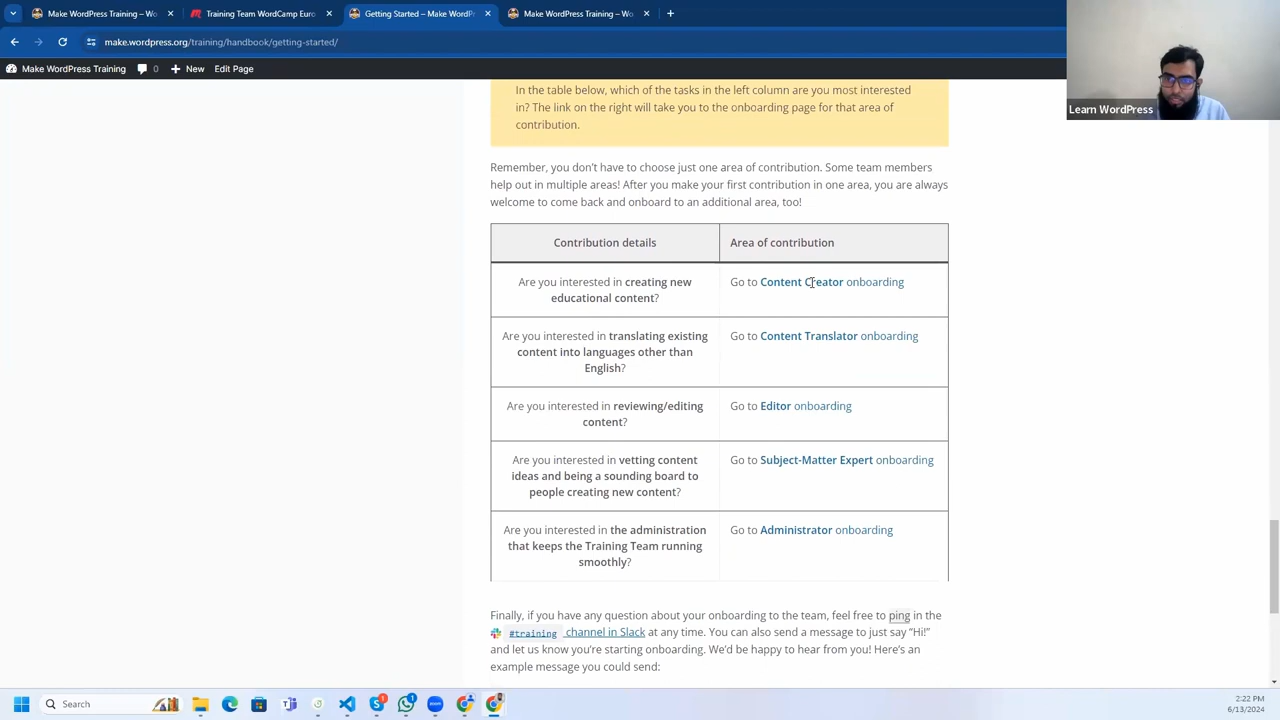 Make WordPress Training – Wo
Training Team WordCamp Euro
Getting Started – Make WordPr
Make WordPress Training – Wo
make.wordpress.org/training/handbook/getting-started/
Make WordPress Training
0
New
Edit Page
Learn WordPress
In the table below, which of the tasks in the left column are you most interested
in? The link on the right will take you to the onboarding page for that area of
contribution.
Remember, you don't have to choose just one area of contribution. Some team members
help out in multiple areas! After you make your first contribution in one area, you are always
welcome to come back and onboard to an additional area, too!
Contribution details
Area of contribution
Are you interested in creating new
educational content?
Go to Content Creator onboarding
Are you interested in translating existing
content into languages other than
English?
Go to Content Translator onboarding
Are you interested in reviewing/editing
content?
Go to Editor onboarding
Are you interested in vetting content
ideas and being a sounding board to
people creating new content?
Go to Subject-Matter Expert onboarding
Are you interested in the administration
that keeps the Training Team running
smoothly?
Go to Administrator onboarding
Finally, if you have any question about your onboarding to the team, feel free to ping in the
#training channel in Slack at any time. You can also send a message to just say “Hi!”
and let us know you're starting onboarding. We'd be happy to hear from you! Here's an
example message you could send:
Search
2:22 PM
6/13/2024